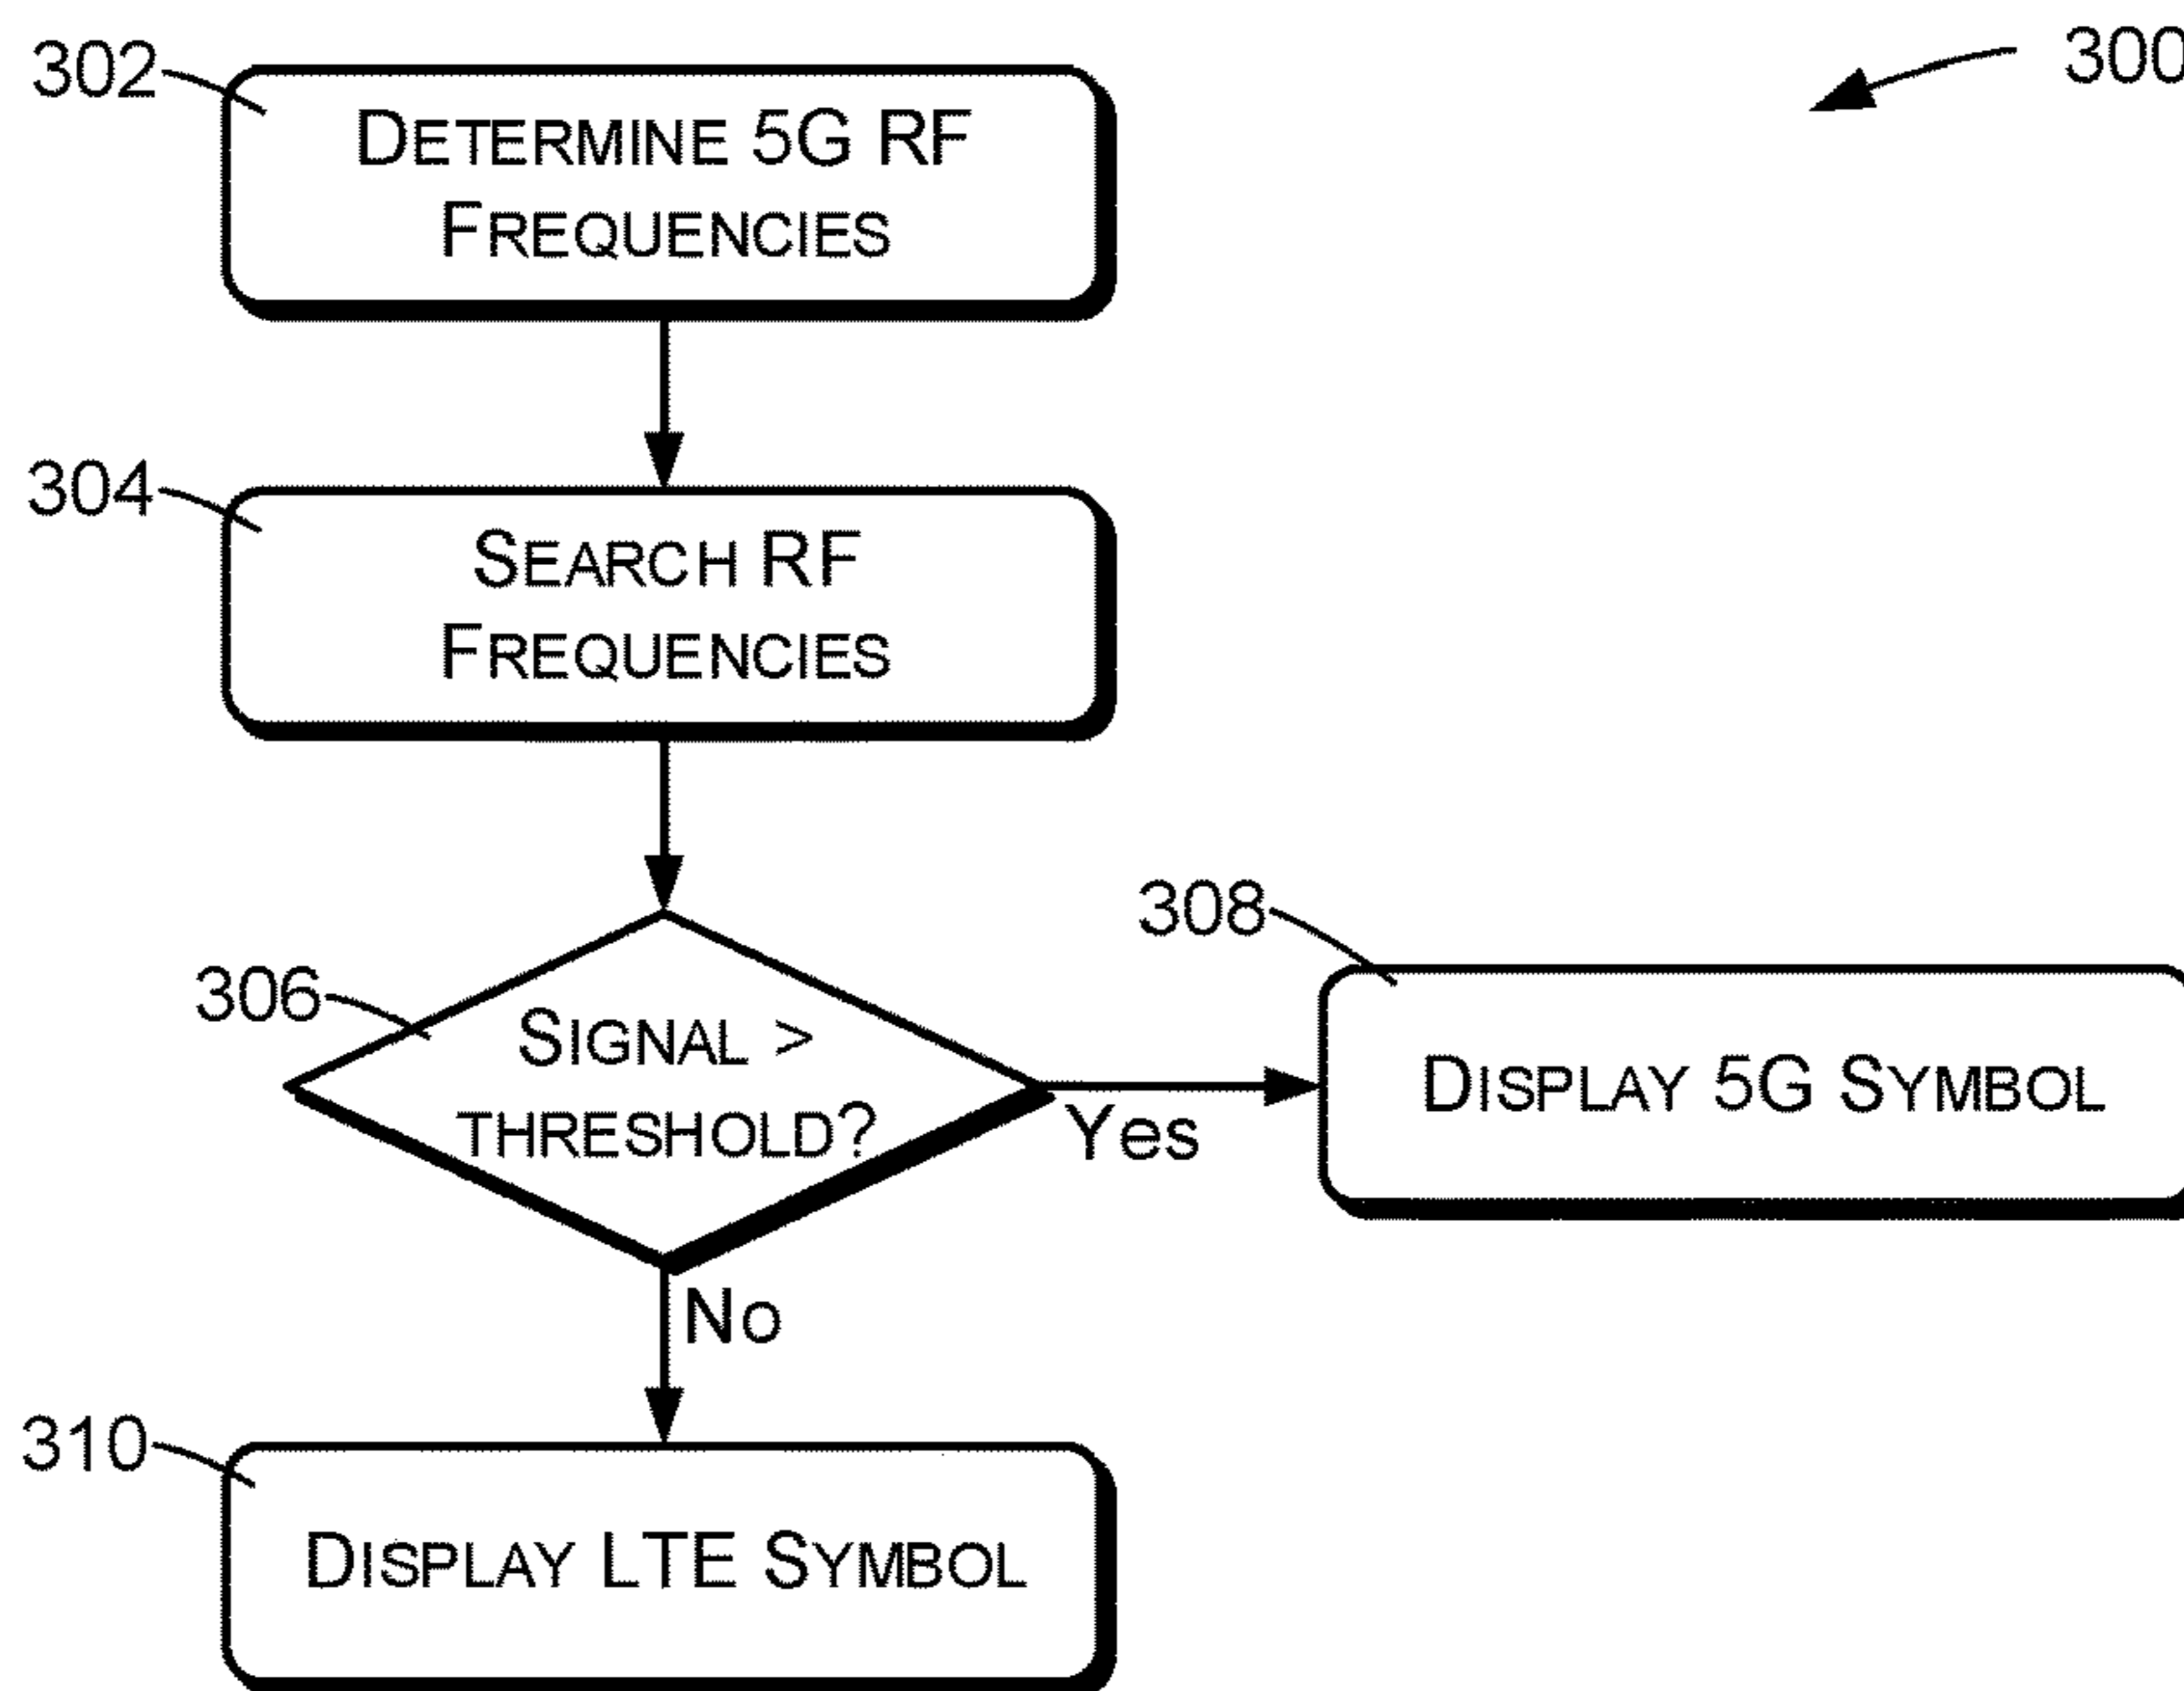 302
300
DETERMINE 5G RF
FREQUENCIES
304
SEARCH RF
FREQUENCIES
306
SIGNAL >
THRESHOLD?
Yes
308
DISPLAY 5G SYMBOL
No
310
DISPLAY LTE SYMBOL